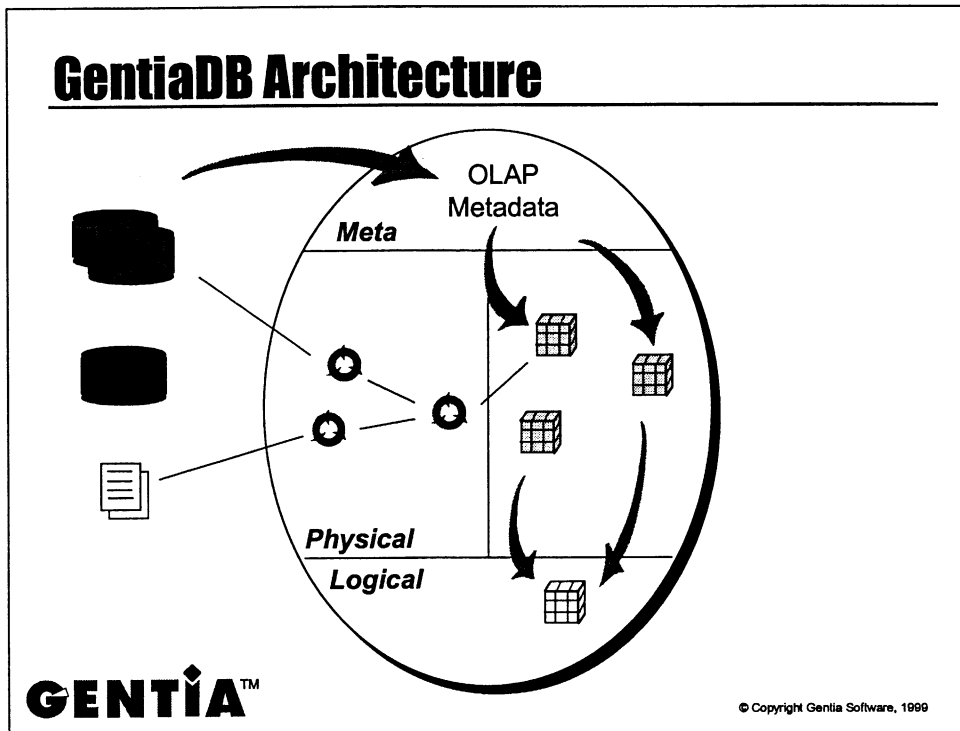 GentiaDB Architecture
OLAP
Metadata
Meta
Physical
Logical
GENTIA™
© Copyright Gentia Software, 1999